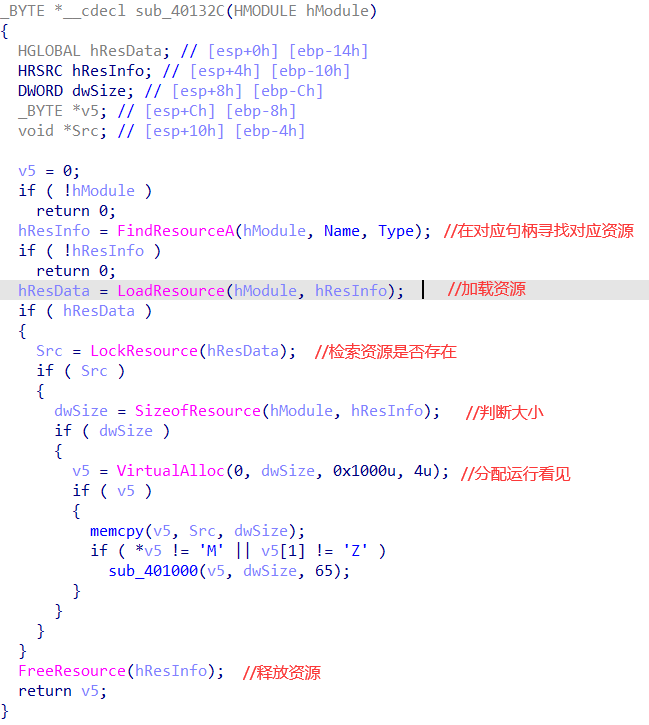 _BYTE *__cdecl sub_40132C(HMODULE hModule)
{
  HGLOBAL hResData; // [esp+0h] [ebp-14h]
  HRSRC hResInfo; // [esp+4h] [ebp-10h]
  DWORD dwSize; // [esp+8h] [ebp-Ch]
  _BYTE *v5; // [esp+Ch] [ebp-8h]
  void *Src; // [esp+10h] [ebp-4h]

  v5 = 0;
  if ( !hModule )
    return 0;
  hResInfo = FindResourceA(hModule, Name, Type); //在对应句柄寻找对应资源
  if ( !hResInfo )
    return 0;
  hResData = LoadResource(hModule, hResInfo); //加载资源
  if ( hResData )
  {
    Src = LockResource(hResData); //检索资源是否存在
    if ( Src )
    {
      dwSize = SizeofResource(hModule, hResInfo); //判断大小
      if ( dwSize )
      {
        v5 = VirtualAlloc(0, dwSize, 0x1000u, 4u); //分配运行看见
        if ( v5 )
        {
          memcpy(v5, Src, dwSize);
          if ( *v5 != 'M' || v5[1] != 'Z' )
            sub_401000(v5, dwSize, 65);
        }
      }
    }
  }
  FreeResource(hResInfo); //释放资源
  return v5;
}